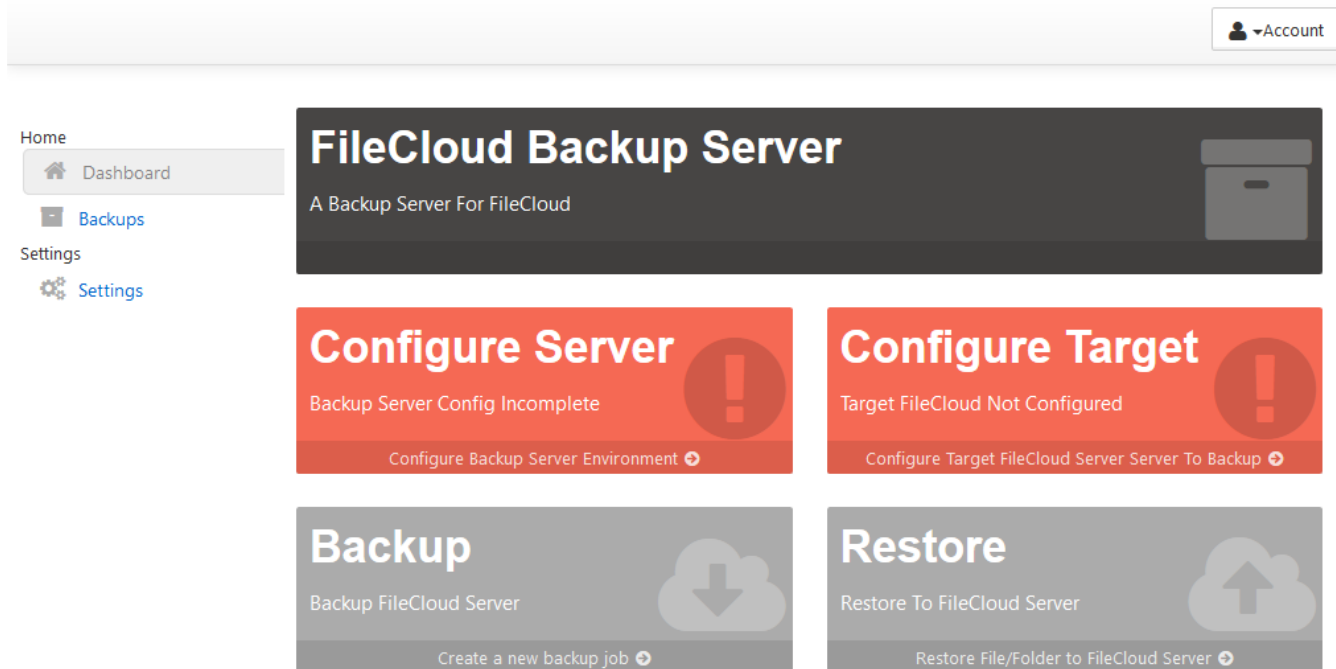 Account
Home
Dashboard
Backups
Settings
Settings
FileCloud Backup Server
A Backup Server For FileCloud
Configure Server
Backup Server Config Incomplete
Configure Backup Server Environment
Configure Target
Target FileCloud Not Configured
Configure Target FileCloud Server Server To Backup
Backup
Backup FileCloud Server
Create a new backup job
Restore
Restore To FileCloud Server
Restore File/Folder to FileCloud Server